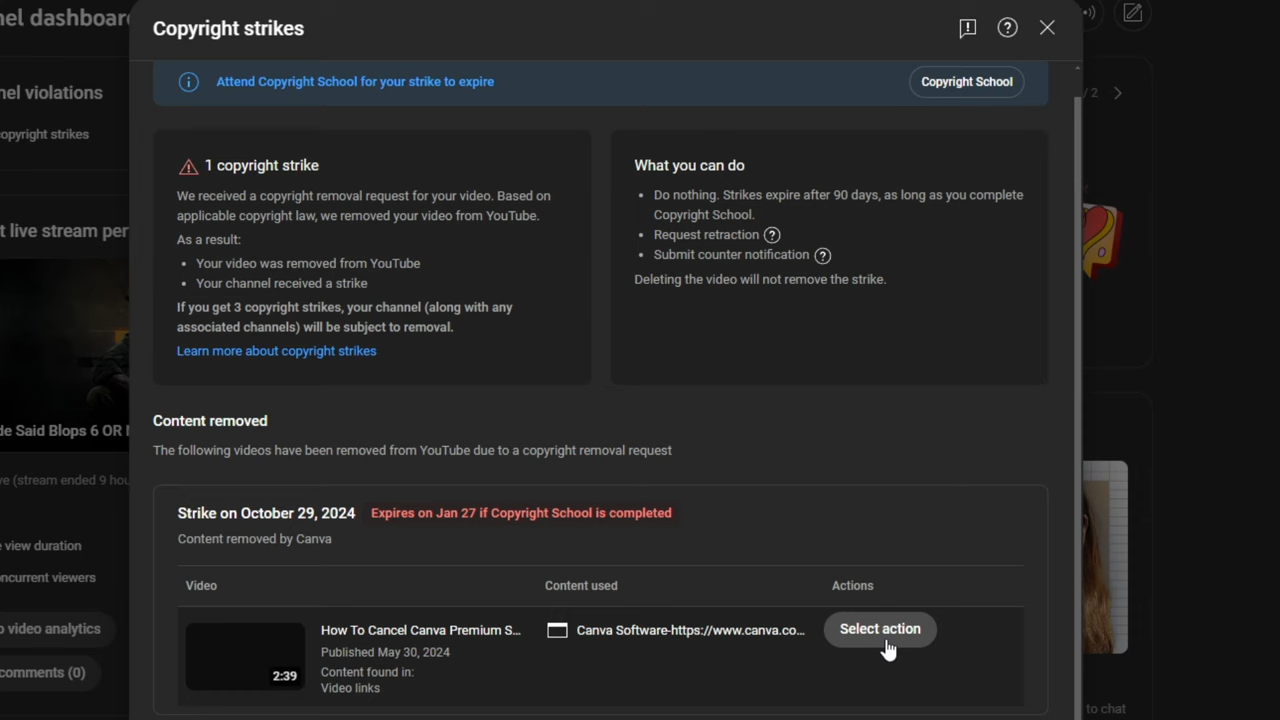 nel dashboar
Copyright strikes
nel violations
opyright strikes
Attend Copyright School for your strike to expire
Copyright School
/ 2
1 copyright strike
We received a copyright removal request for your video. Based on
applicable copyright law, we removed your video from YouTube.
As a result:
• Your video was removed from YouTube
• Your channel received a strike
If you get 3 copyright strikes, your channel (along with any
associated channels) will be subject to removal.
Learn more about copyright strikes
What you can do
• Do nothing. Strikes expire after 90 days, as long as you complete
Copyright School.
• Request retraction
• Submit counter notification
Deleting the video will not remove the strike.
t live stream per
de Said Blops 6 OR
e (stream ended 9 hou
e view duration
ncurrent viewers
o video analytics
comments (0)
Content removed
The following videos have been removed from YouTube due to a copyright removal request
Strike on October 29, 2024 Expires on Jan 27 if Copyright School is completed
Content removed by Canva
Video Content used Actions
2:39
How To Cancel Canva Premium S...
Published May 30, 2024
Content found in:
Video links
Canva Software-https://www.canva.co...
Select action
to chat